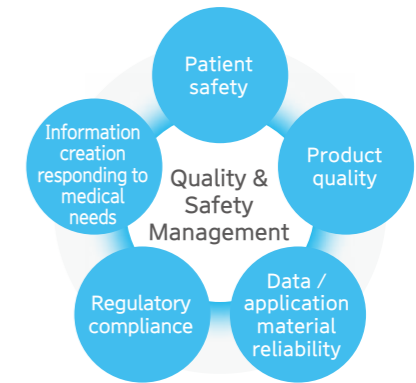 Patient
safety
Product
quality
Data /
application
material
reliability
Regulatory
compliance
Information
creation
responding to
medical
needs
Quality &
Safety
Management